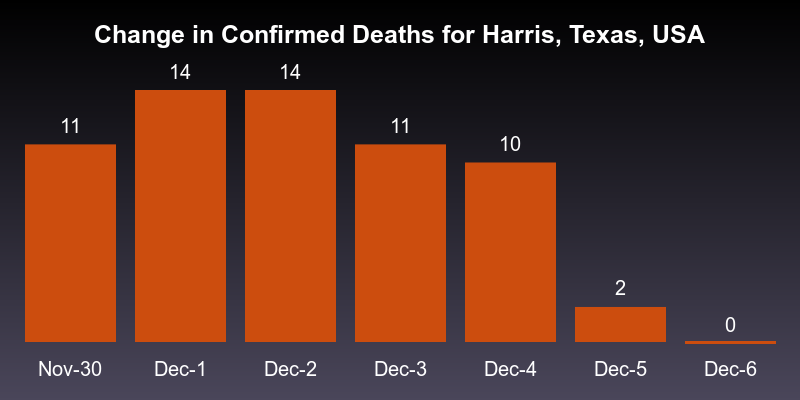 Change in Confirmed Deaths for Harris, Texas, USA
11
14
14
11
10
2
0
Nov-30
Dec-1
Dec-2
Dec-3
Dec-4
Dec-5
Dec-6